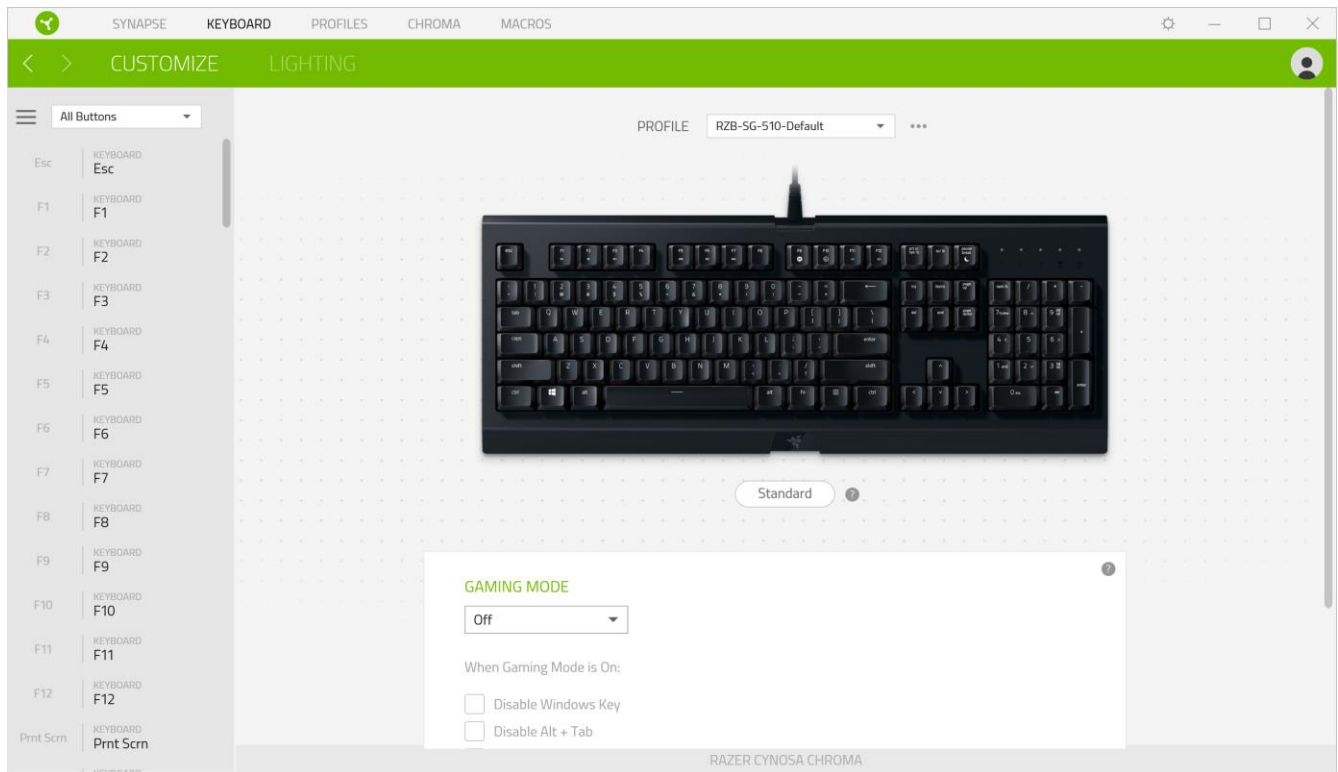 SYNAPSE KEYBOARD PROFILES CHROMA MACROS
CUSTOMIZE LIGHTING
All Buttons
PROFILE RZB-SG-510-Default
Esc KEYBOARD
Esc
F1 KEYBOARD
F1
F2 KEYBOARD
F2
F3 KEYBOARD
F3
F4 KEYBOARD
F4
F5 KEYBOARD
F5
F6 KEYBOARD
F6
F7 KEYBOARD
F7
F8 KEYBOARD
F8
F9 KEYBOARD
F9
F10 KEYBOARD
F10
F11 KEYBOARD
F11
F12 KEYBOARD
F12
Prnt Scrn KEYBOARD
Prnt Scrn
Standard ?
?
GAMING MODE
Off
When Gaming Mode is On:
Disable Windows Key
Disable Alt + Tab
RAZER CYNOSA CHROMA